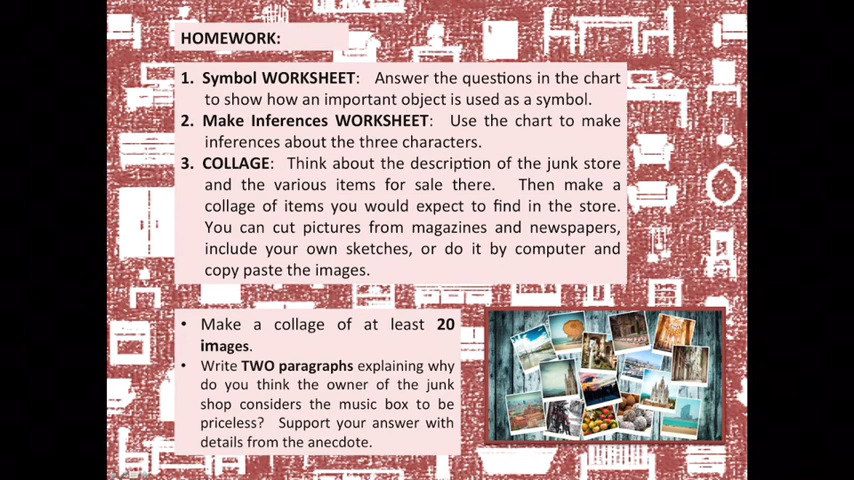 HOMEWORK:
1. Symbol WORKSHEET: Answer the questions in the chart
to show how an important object is used as a symbol.
2. Make Inferences WORKSHEET: Use the chart to make
inferences about the three characters.
3. COLLAGE: Think about the description of the junk store
and the various items for sale there. Then make a
collage of items you would expect to find in the store.
You can cut pictures from magazines and newspapers,
include your own sketches, or do it by computer and
copy paste the images.
• Make a collage of at least 20
images.
• Write TWO paragraphs explaining why
do you think the owner of the junk
shop considers the music box to be
priceless? Support your answer with
details from the anecdote.